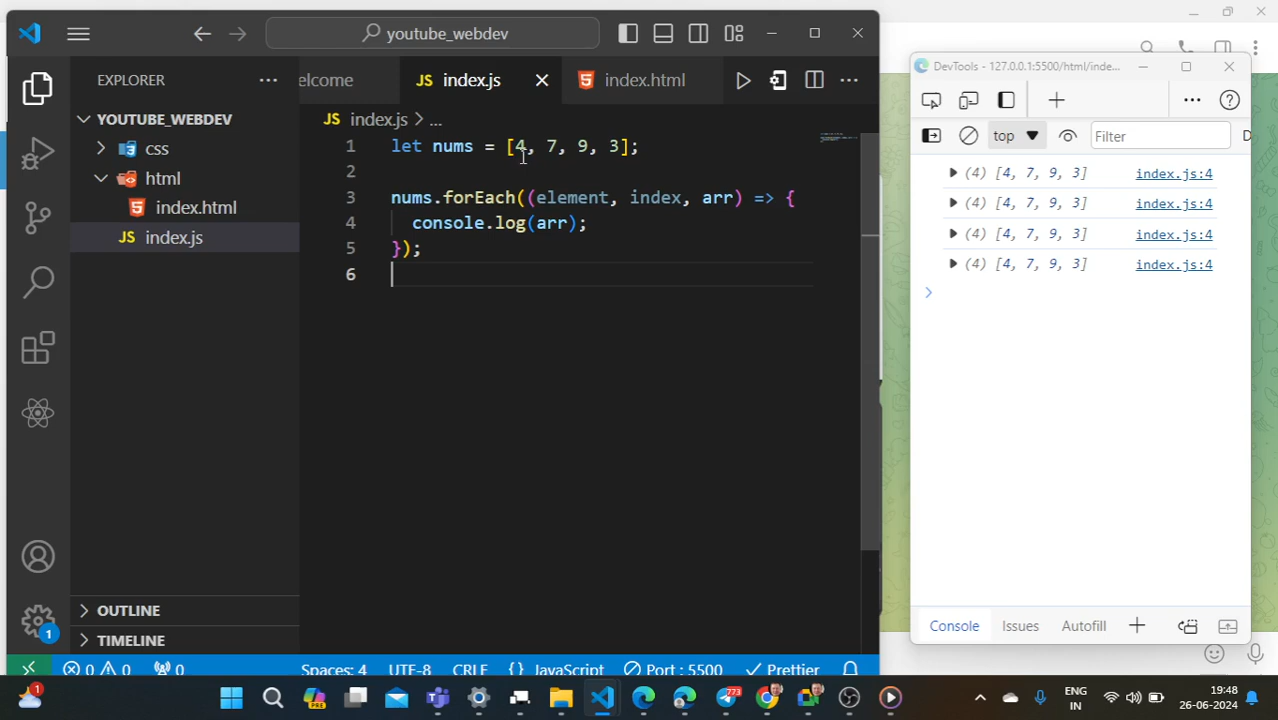 youtube_webdev
EXPLORER
elcome
JS index.js
index.html
YOUTUBE_WEBDEV
css
html
index.html
JS index.js
JS index.js > ...
1 let nums = [4, 7, 9, 3];
2
3 nums.forEach((element, index, arr) => {
4 console.log(arr);
5 });
6
OUTLINE
TIMELINE
1
0 0 0
Spaces: 4 UTF-8 CRLF {} JavaScript Port : 5500 Prettier
DevTools - 127.0.0.1:5500/html/inde...
top Filter D
(4) [4, 7, 9, 3] index.js:4
(4) [4, 7, 9, 3] index.js:4
(4) [4, 7, 9, 3] index.js:4
(4) [4, 7, 9, 3] index.js:4
Console Issues Autofill
1
PRE
773
ENG
IN
19:48
26-06-2024